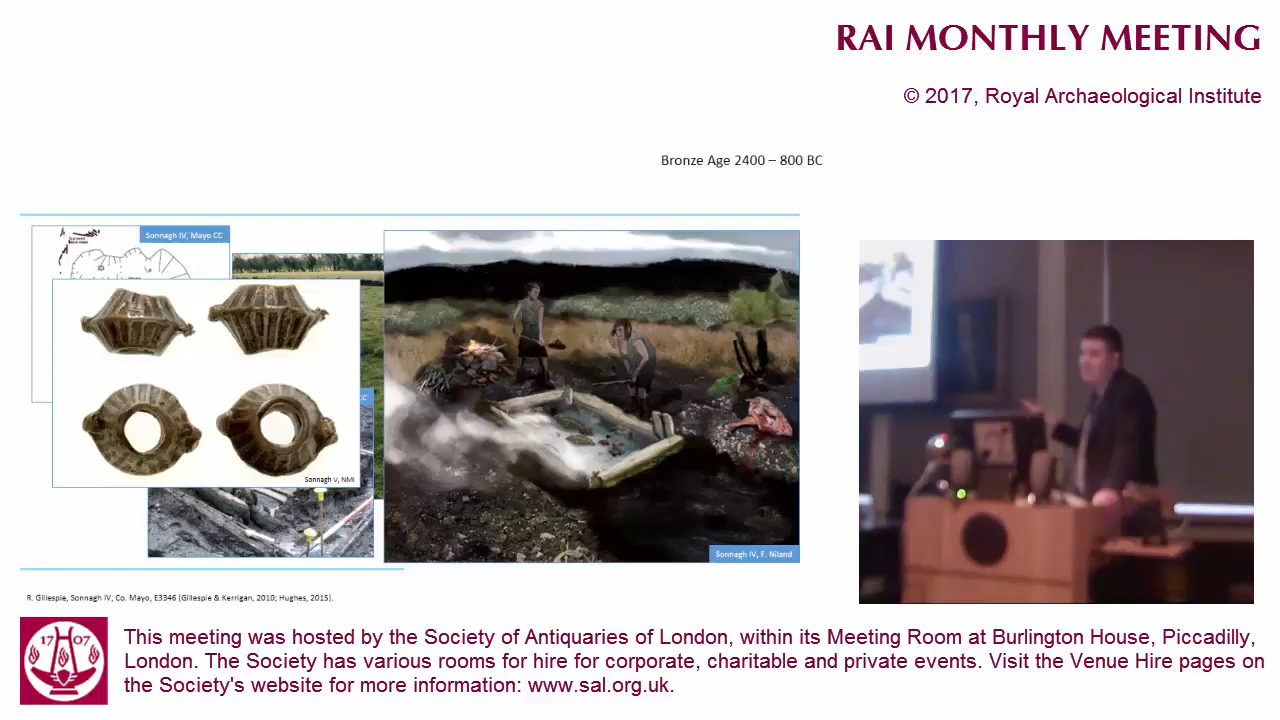 RAI MONTHLY MEETING
© 2017, Royal Archaeological Institute
Bronze Age 2400 – 800 BC
Sonnagh IV, Mayo CC
Sonnagh V, NMI
CC
Sonnagh IV, F. Niland
R. Gillespie, Sonnagh IV, Co. Mayo, E3346 (Gillespie & Kerrigan, 2010; Hughes, 2015).
17 07
This meeting was hosted by the Society of Antiquaries of London, within its Meeting Room at Burlington House, Piccadilly,
London. The Society has various rooms for hire for corporate, charitable and private events. Visit the Venue Hire pages on
the Society's website for more information: www.sal.org.uk.